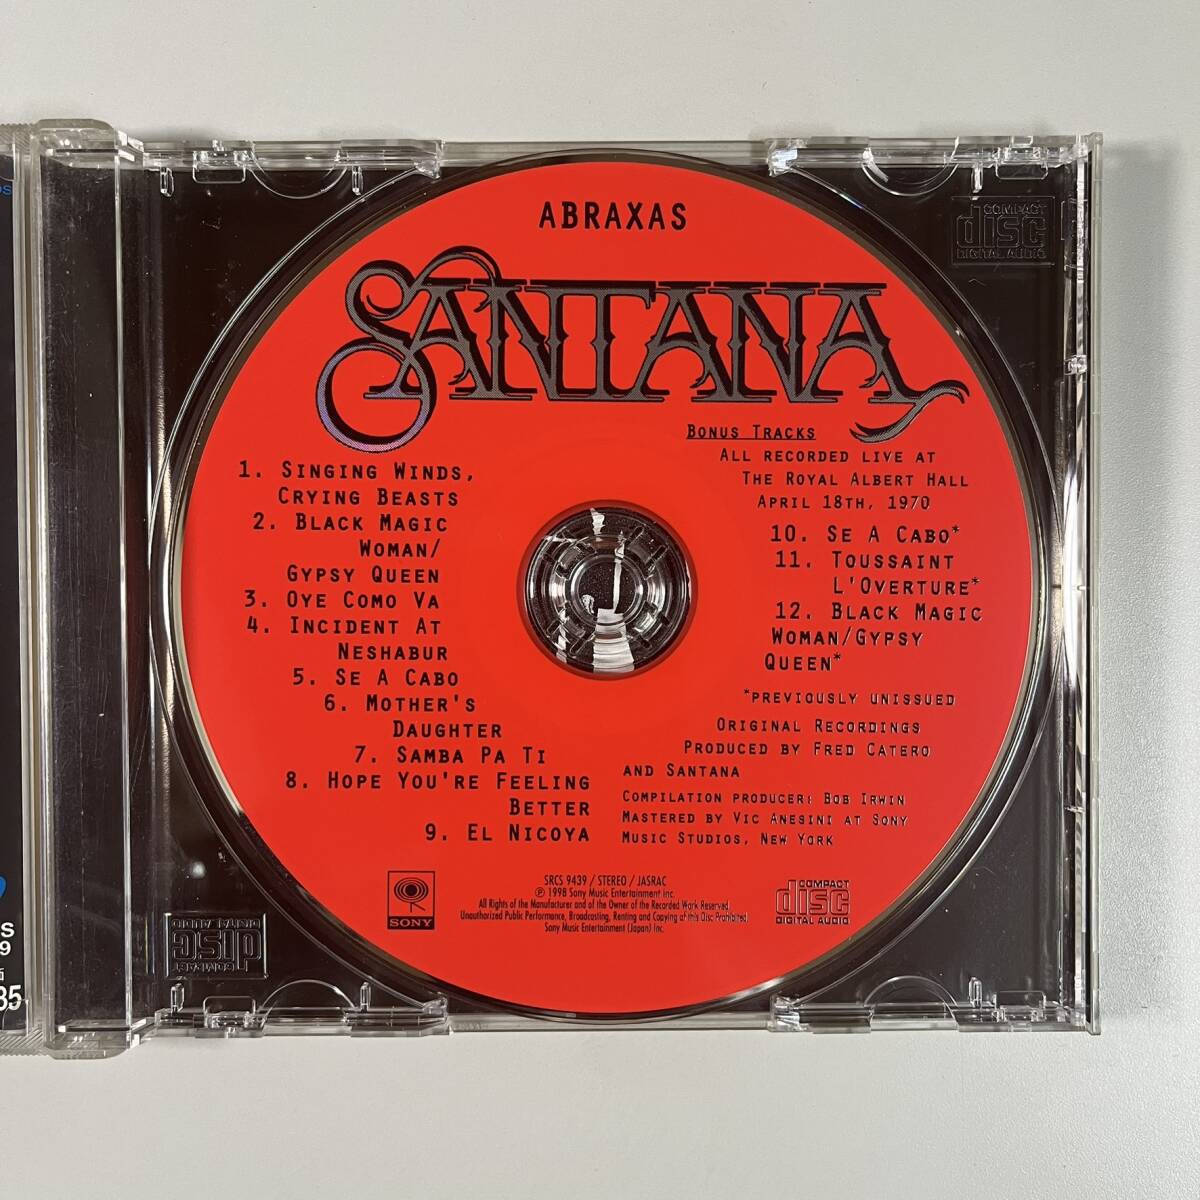 ABRAXAS
SANTANA
BONUS TRACKS
ALL RECORDED LIVE AT
THE ROYAL ALBERT HALL
APRIL 18TH, 1970
1. SINGING WINDS,
CRYING BEASTS
2. BLACK MAGIC
WOMAN/
GYPSY QUEEN
3. OYE COMO VA
4. INCIDENT AT
NESHABUR
5. SE A CABO
6. MOTHER'S
DAUGHTER
7. SAMBA PA TI
8. HOPE YOU'RE FEELING
BETTER
9. EL NICOYA
10. SE A CABO*
11. TOUSSAINT
L'OVERTURE*
12. BLACK MAGIC
WOMAN/GYPSY
QUEEN*
*PREVIOUSLY UNISSUED
ORIGINAL RECORDINGS
PRODUCED BY FRED CATERO
AND SANTANA
COMPILATION PRODUCER: BOB IRWIN
MASTERED BY VIC ANESINI AT SONY
MUSIC STUDIOS, NEW YORK
SONY
SRCS 9439 / STEREO / JASRAC
℗ 1998 Sony Music Entertainment Inc.
All Rights of the Manufacturer and of the Owner of the Recorded Work Reserved.
Unauthorized Public Performance, Broadcasting, Renting and Copying of this Disc Prohibited.
Sony Music Entertainment (Japan) Inc.
COMPACT
disc
DIGITAL AUDIO
COMPACT
disc
DIGITAL AUDIO
COMPACT
disc
DIGITAL AUDIO
os
S
9
85